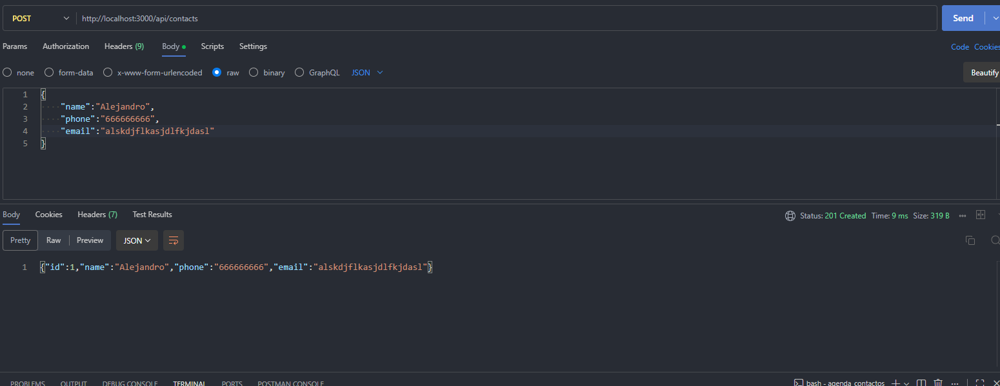 POST http://localhost:3000/api/contacts Send
Params Authorization Headers (9) Body Scripts Settings Code Cookies
none form-data x-www-form-urlencoded raw binary GraphQL JSON Beautify
1 {
2 "name":"Alejandro",
3 "phone":"666666666",
4 "email":"alskdjflkasjdlfkjdasl"
5 }
Body Cookies Headers (7) Test Results Status: 201 Created Time: 9 ms Size: 319 B
Pretty Raw Preview JSON
1 {"id":1,"name":"Alejandro","phone":"666666666","email":"alskdjflkasjdlfkjdasl"}
PROBLEMS OUTPUT DEBUG CONSOLE TERMINAL PORTS POSTMAN CONSOLE bash - agenda_contactos